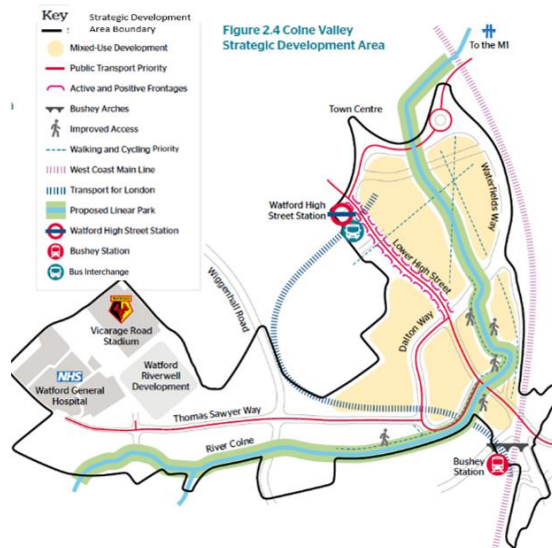 Key
Strategic Development
Area Boundary
Mixed-Use Development
Public Transport Priority
Active and Positive Frontages
Bushey Arches
Improved Access
Walking and Cycling Priority
West Coast Main Line
Transport for London
Proposed Linear Park
Watford High Street Station
Bushey Station
Bus Interchange
Figure 2.4 Colne Valley
Strategic Development Area
To the M1
Town Centre
Waterfields Way
Watford High
Street Station
Lower High Street
Wiggenhall Road
Dalton Way
Vicarage Road
Stadium
Watford
Riverwell
Development
NHS
Watford General
Hospital
Thomas Sawyer Way
River Colne
Bushey
Station